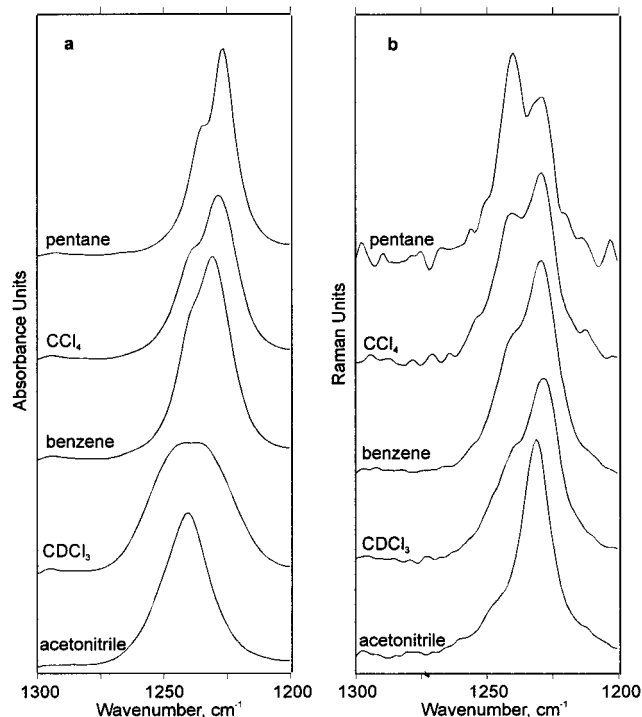 a
pentane
CCl₄
benzene
CDCl₃
acetonitrile
Absorbance Units
1300
1250
1200
Wavenumber, cm⁻¹
b
pentane
CCl₄
benzene
CDCl₃
acetonitrile
Raman Units
1300
1250
1200
Wavenumber, cm⁻¹